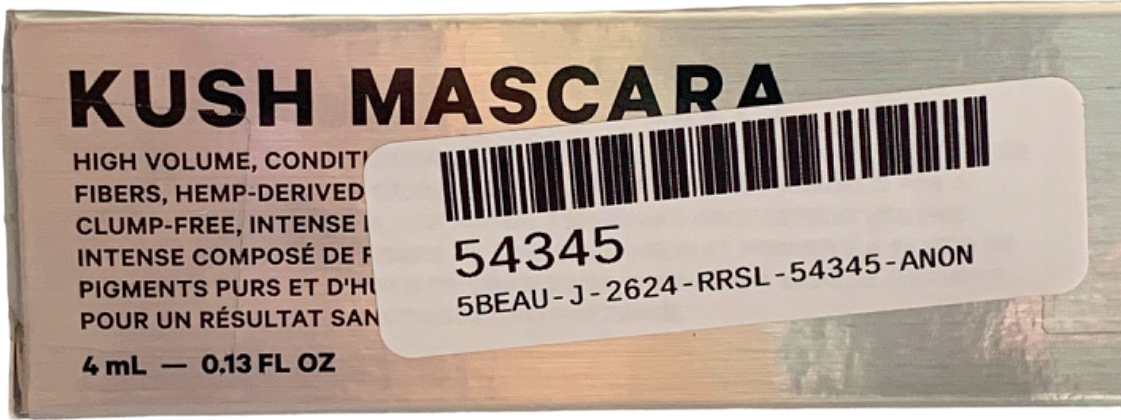 KUSH MASCARA
HIGH VOLUME, CONDITI
FIBERS, HEMP-DERIVED
CLUMP-FREE, INTENSE
INTENSE COMPOSÉ DE F
PIGMENTS PURS ET D'HU
POUR UN RÉSULTAT SAN
4 mL — 0.13 FL OZ
54345
5BEAU-J-2624-RRSL-54345-ANON